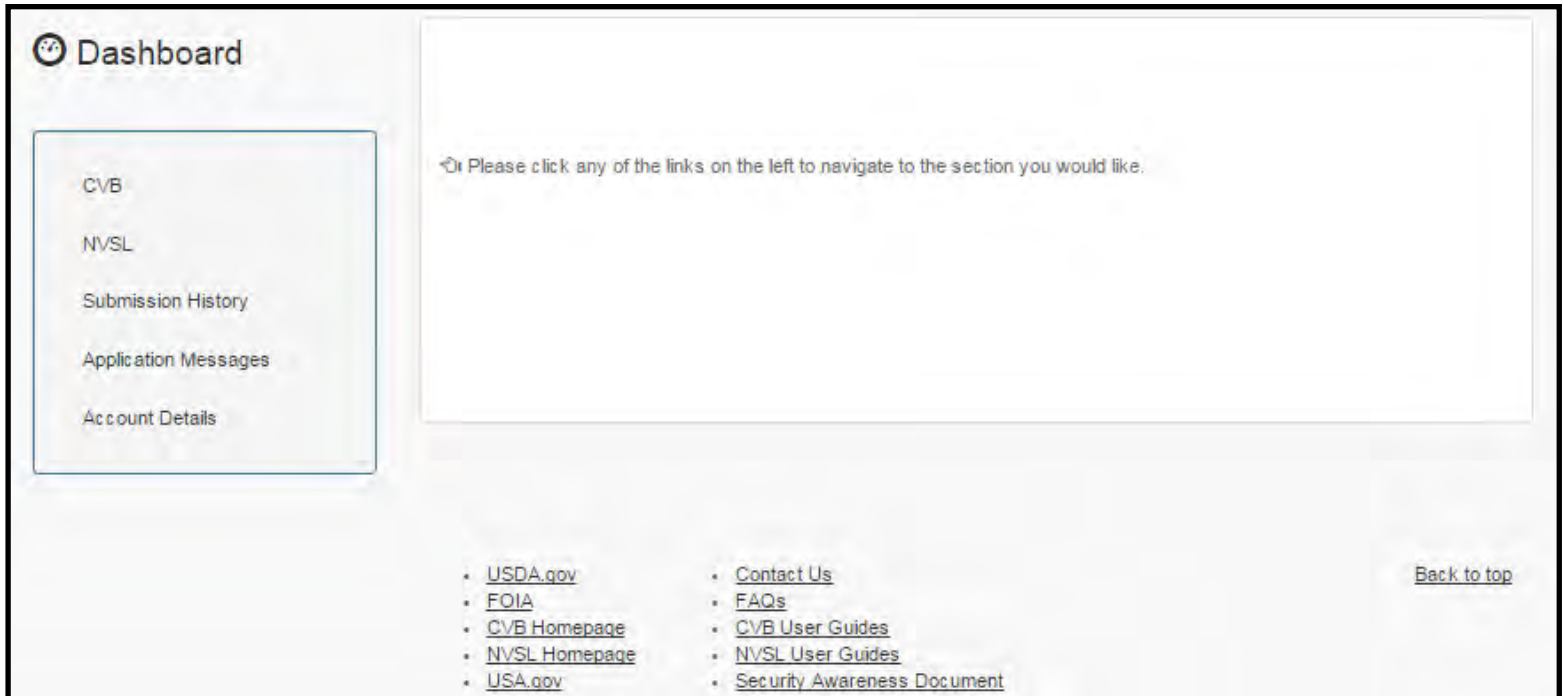 Dashboard
CVB
NVSL
Submission History
Application Messages
Account Details
Please click any of the links on the left to navigate to the section you would like.
USDA.gov
FOIA
CVB Homepage
NVSL Homepage
USA.gov
Contact Us
FAQs
CVB User Guides
NVSL User Guides
Security Awareness Document
Back to top